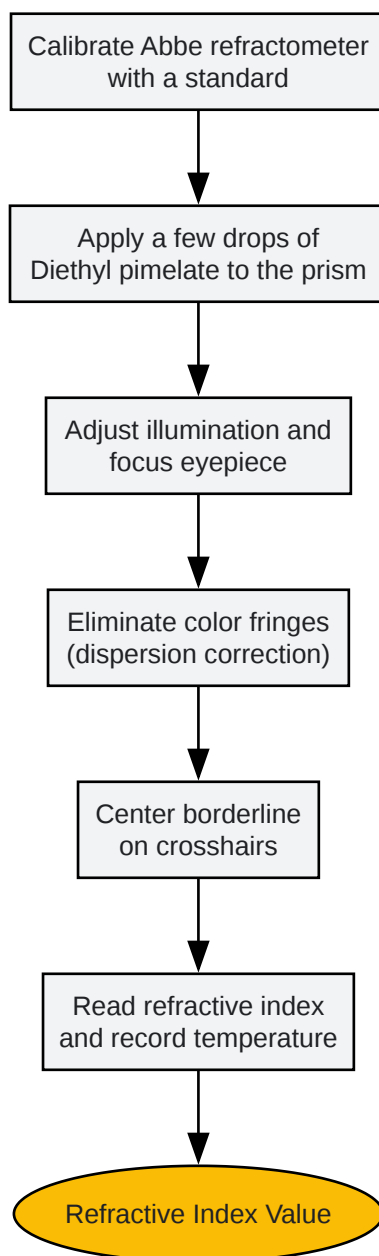 Calibrate Abbe refractometer
with a standard
Apply a few drops of
Diethyl pimelate to the prism
Adjust illumination and
focus eyepiece
Eliminate color fringes
(dispersion correction)
Center borderline
on crosshairs
Read refractive index
and record temperature
Refractive Index Value